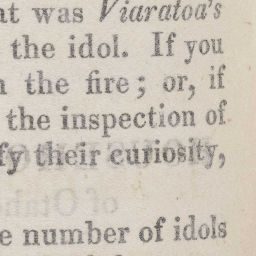 at was Viaratoa's
the idol. If you
the fire; or, if
the inspection of
fy their curiosity,
e number of idols